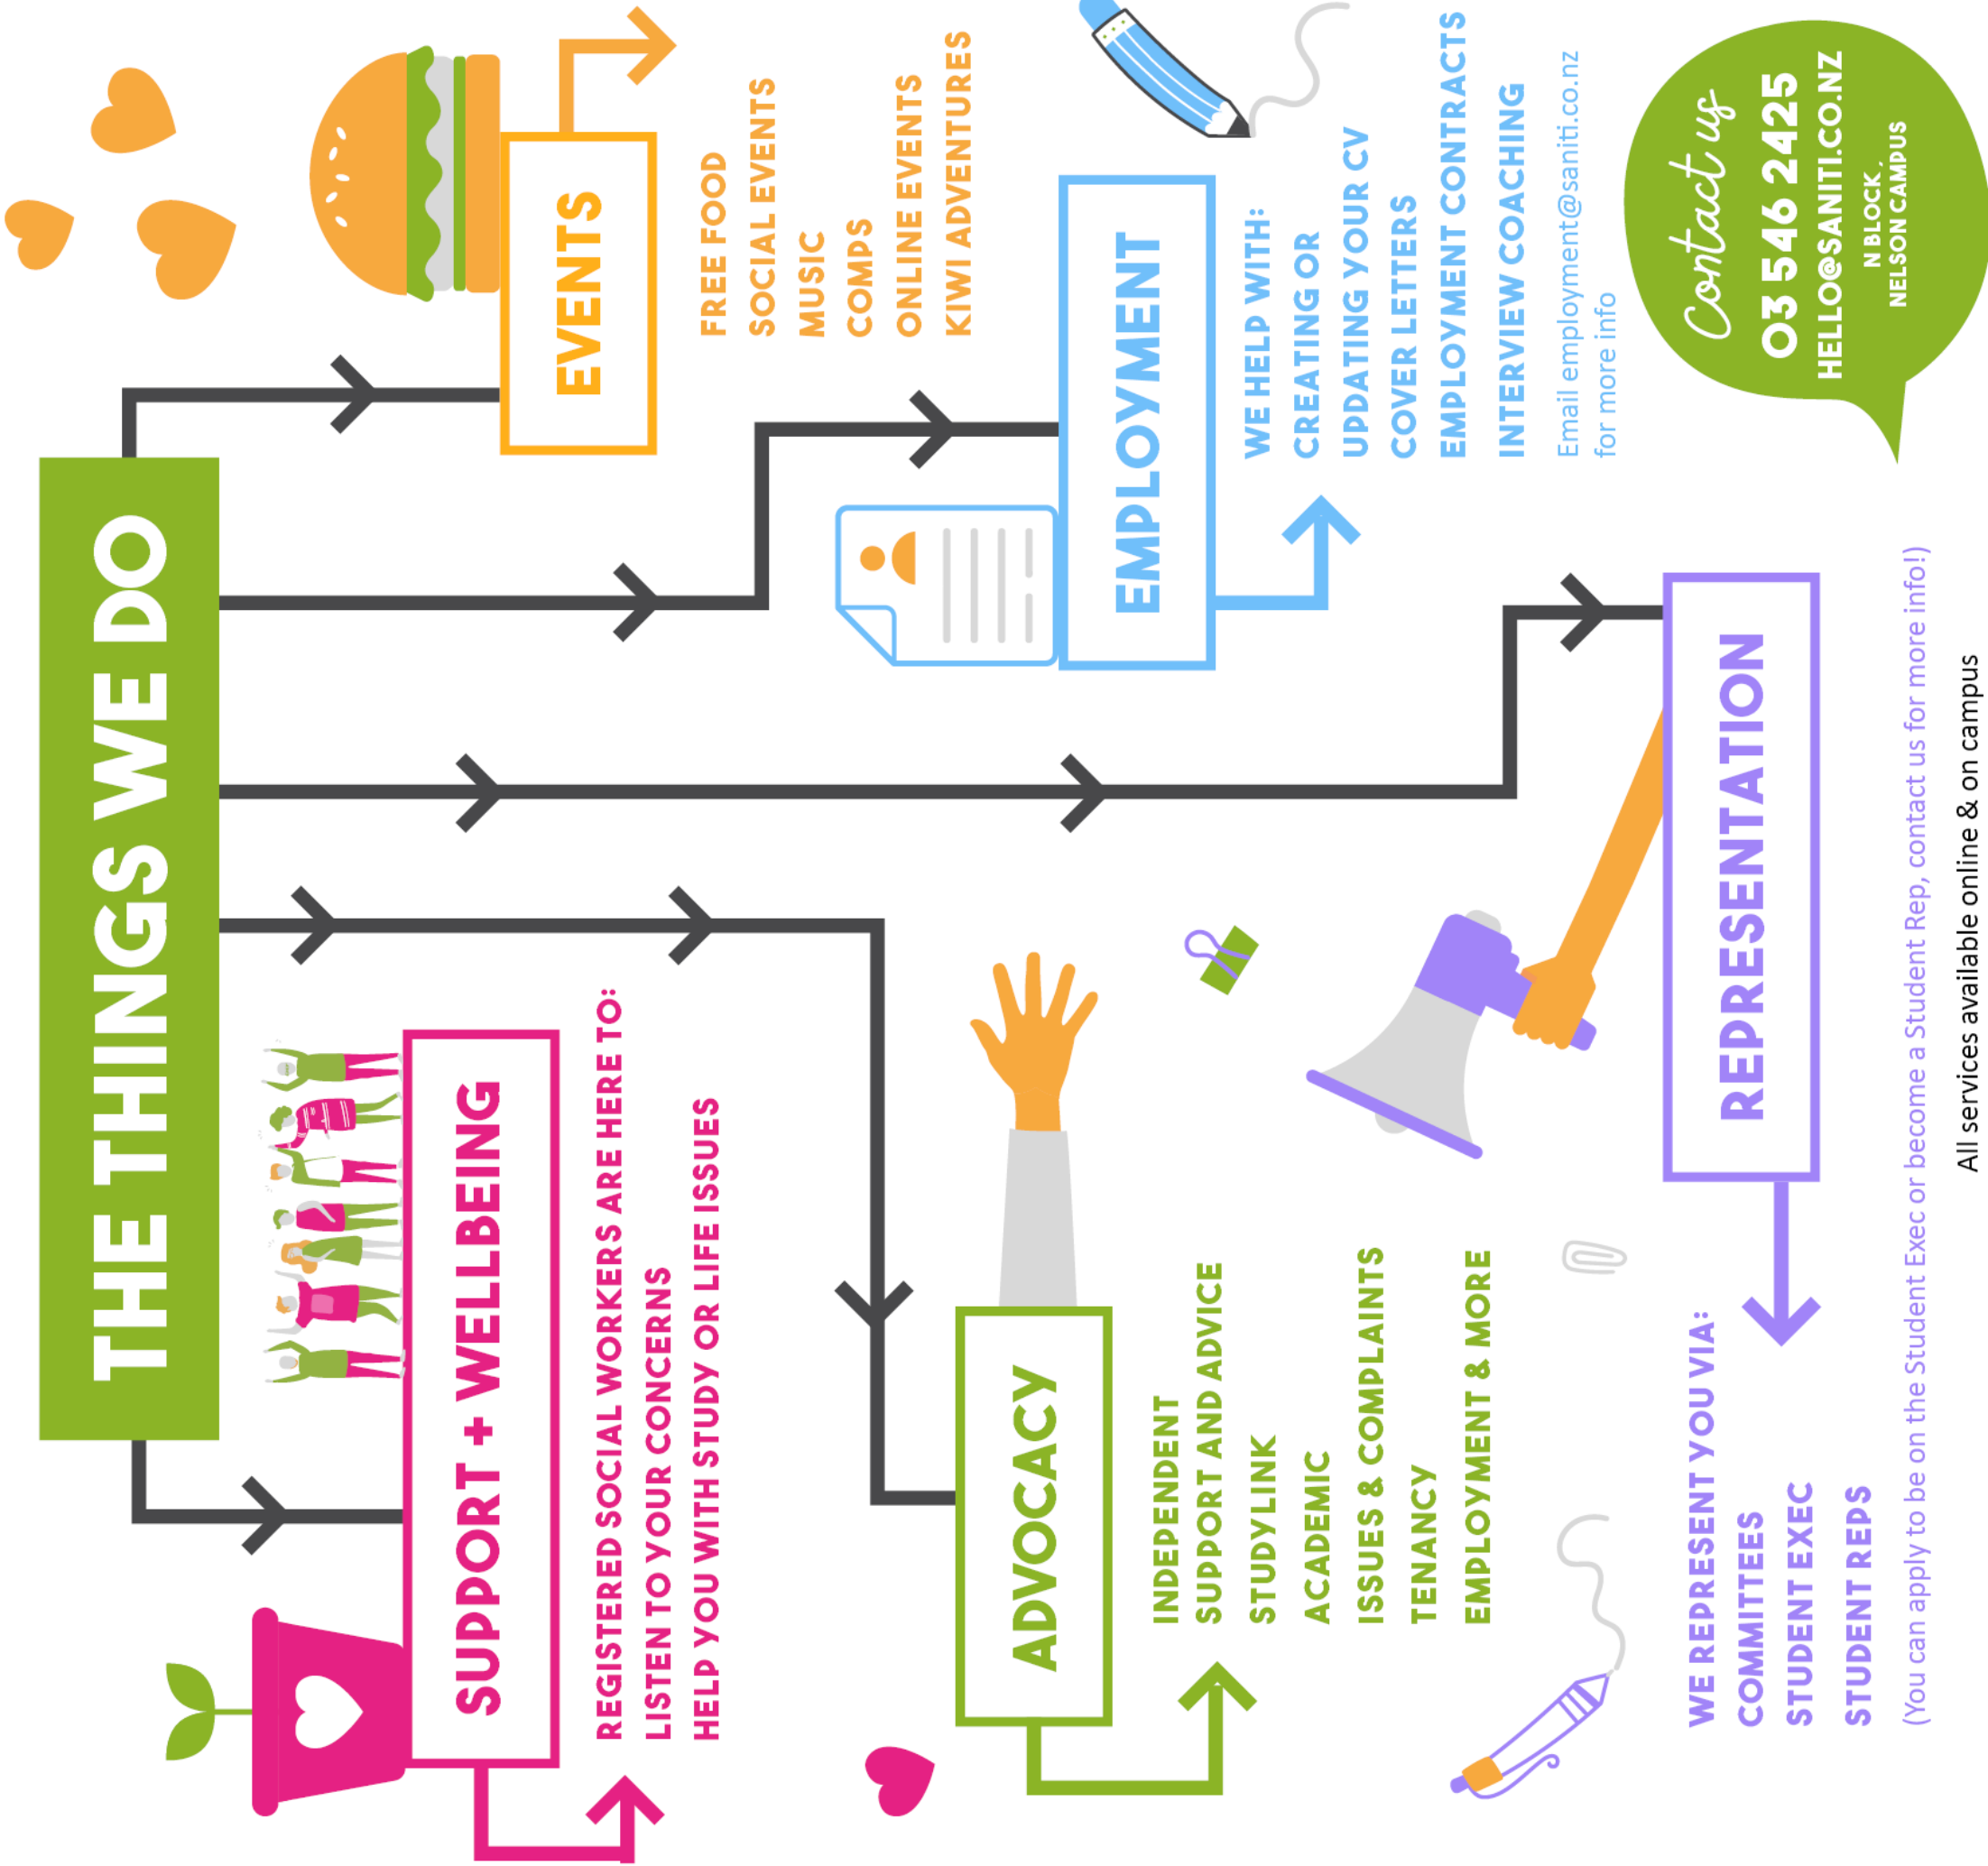 THE THINGS WE DO
SUPPORT + WELLBEING
REGISTERED SOCIAL WORKERS ARE HERE TO:
LISTEN TO YOUR CONCERNS
HELP YOU WITH STUDY OR LIFE ISSUES
EVENTS
FREE FOOD
SOCIAL EVENTS
MUSIC
COMPS
ONLINE EVENTS
KIWI ADVENTURES
ADVOCACY
INDEPENDENT
SUPPORT AND ADVICE
STUDYLINK
ACADEMIC
ISSUES & COMPLAINTS
TENANCY
EMPLOYMENT & MORE
EMPLOYMENT
WE HELP WITH:
CREATING OR
UPDATING YOUR CV
COVER LETTERS
EMPLOYMENT CONTRACTS
INTERVIEW COACHING
Email employment@saniti.co.nz
for more info
REPRESENTATION
WE REPRESENT YOU VIA:
COMMITTEES
STUDENT EXEC
STUDENT REPS
(You can apply to be on the Student Exec or become a Student Rep, contact us for more info!)
Contact us
03 546 2425
HELLO@SANITI.CO.NZ
N BLOCK,
NELSON CAMPUS
All services available online & on campus